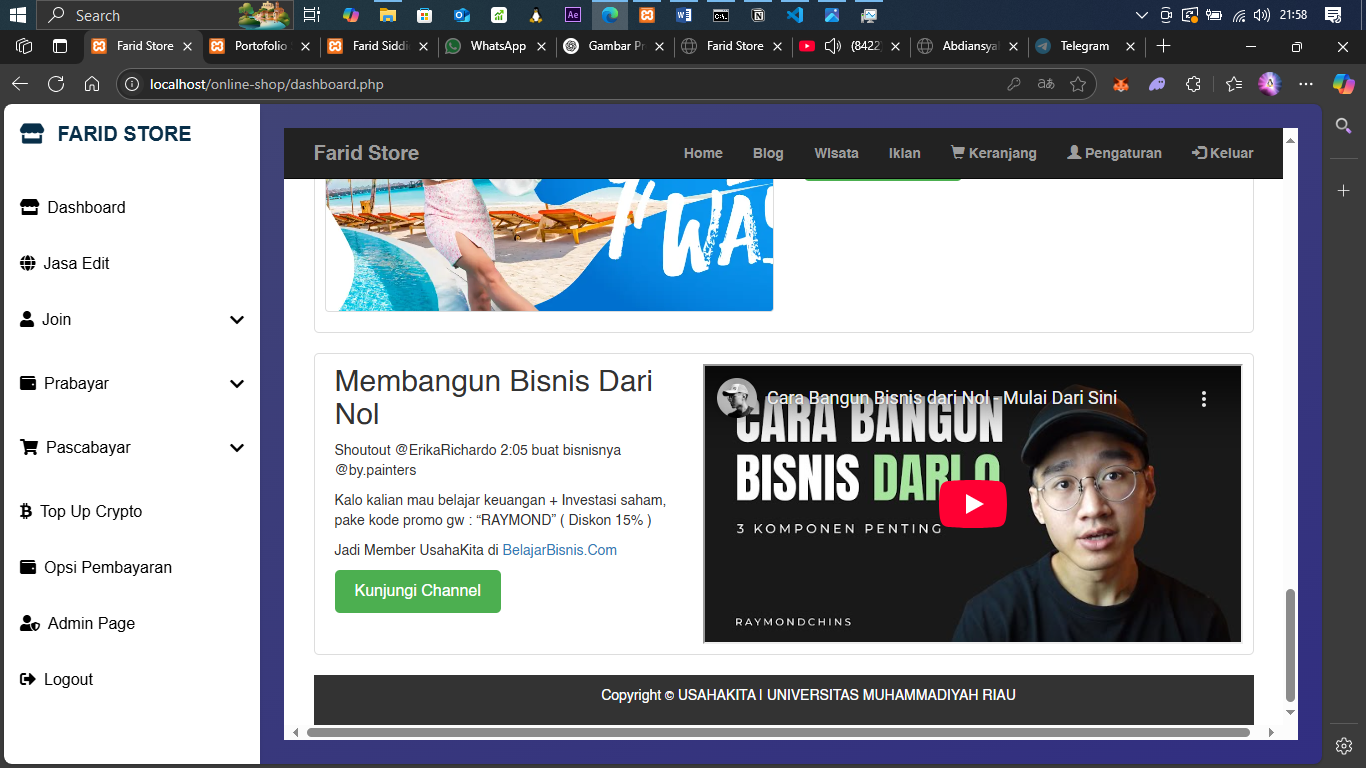 Search
21:58
Farid Store
Portofolio
Farid Siddi
WhatsApp
Gambar Pr
Farid Store
(8422)
Abdiansya
Telegram
localhost/online-shop/dashboard.php
FARID STORE
Dashboard
Jasa Edit
Join
Prabayar
Pascabayar
Top Up Crypto
Opsi Pembayaran
Admin Page
Logout
Farid Store
Home
Blog
Wisata
Iklan
Keranjang
Pengaturan
Keluar
Membangun Bisnis Dari
Nol
Shoutout @ErikaRichardo 2:05 buat bisnisnya
@by.painters
Kalo kalian mau belajar keuangan + Investasi saham,
pake kode promo gw : “RAYMOND” ( Diskon 15% )
Jadi Member UsahaKita di BelajarBisnis.Com
Kunjungi Channel
Cara Bangun Bisnis dari Nol - Mulai Dari Sini
CARA BANGUN
BISNIS DARI 0
3 KOMPONEN PENTING
RAYMONDCHINS
Copyright © USAHAKITA | UNIVERSITAS MUHAMMADIYAH RIAU